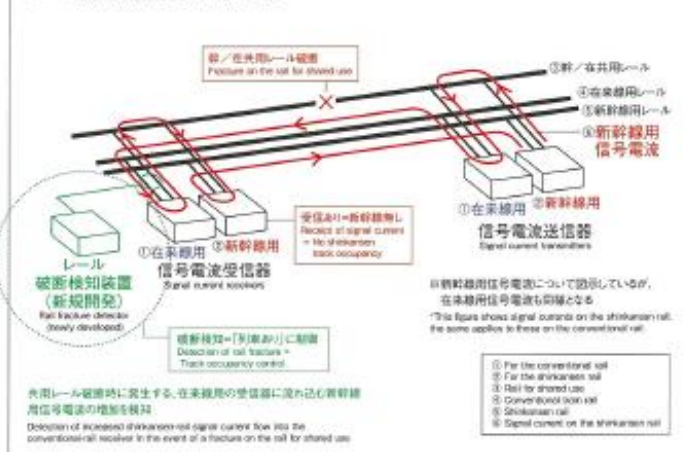 幹／在共用レール破断
Fracture on the rail for shared use
③幹／在共用レール
④在来線用レール
⑤新幹線用レール
⑥新幹線用
信号電流
①在来線用 ②新幹線用
信号電流送信器
Signal current transmitters
受信あり=新幹線無し
Receipt of signal current
= No shinkansen
track occupancy
①在来線用 ②新幹線用
信号電流受信器
Signal current receivers
レール
破断検知装置
(新規開発)
Rail fracture detector
(newly developed)
破断検知=「列車あり」に制御
Detection of rail fracture =
Track occupancy control
※新幹線用信号電流について図示しているが、
在来線用信号電流も同様となる
*This figure shows signal currents on the shinkansen rail.
the same applies to those on the conventional rail.
① For the conventional rail
② For the shinkansen rail
③ Rail for shared use
④ Conventional train rail
⑤ Shinkansen rail
⑥ Signal current on the shinkansen rail
共用レール破断時に発生する、在来線用の受信器に流れ込む新幹線
用信号電流の増加を検知
Detection of increased shinkansen-rail signal current flow into the
conventional-rail receiver in the event of a fracture on the rail for shared use